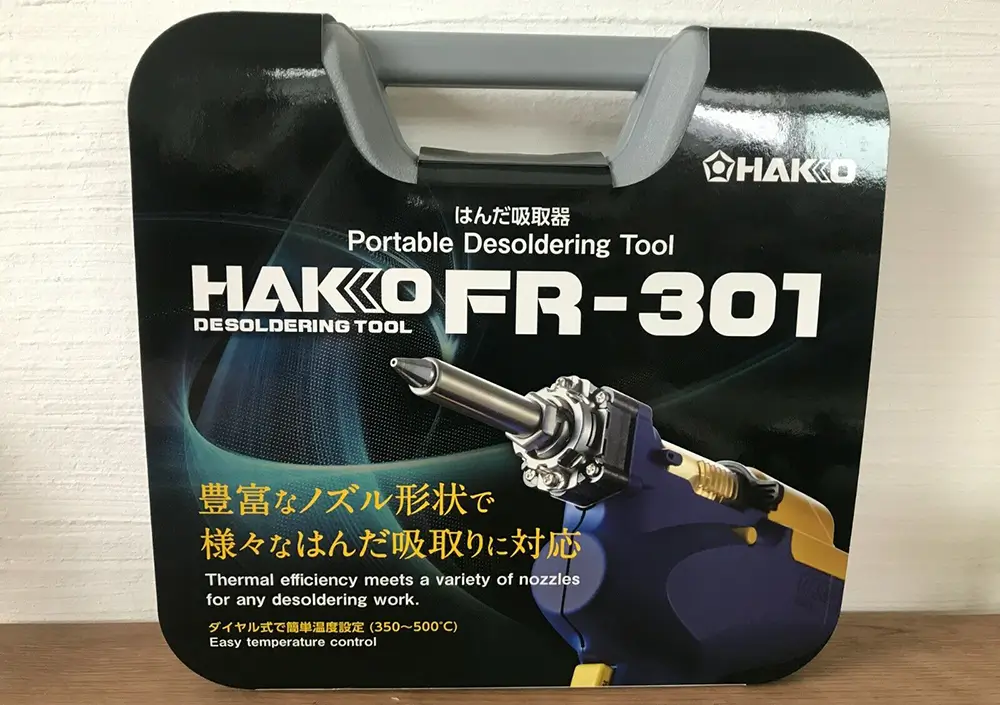 HAKKO
はんだ吸取器
Portable Desoldering Tool
HAKKO FR-301
DESOLDERING TOOL
豊富なノズル形状で
様々なはんだ吸取りに対応
Thermal efficiency meets a variety of nozzles
for any desoldering work.
ダイヤル式で簡単温度設定 (350～500℃)
Easy temperature control